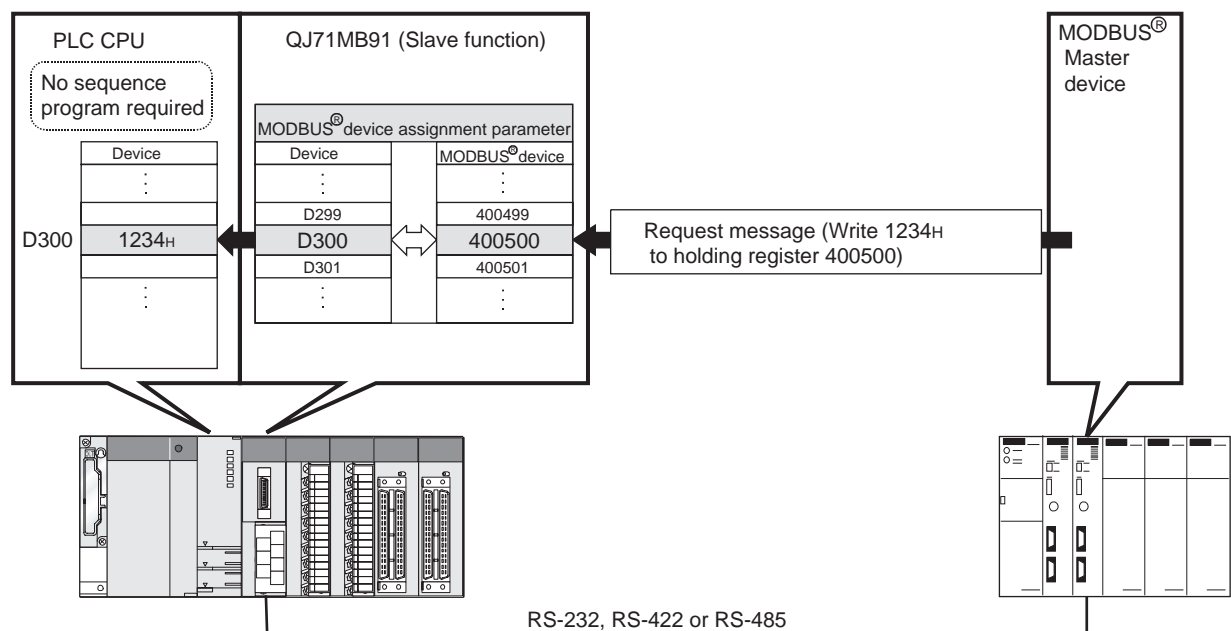 PLC CPU
No sequence
program required
Device
D300
1234H
QJ71MB91 (Slave function)
MODBUS® device assignment parameter
Device
MODBUS® device
D299
400499
D300
400500
D301
400501
Request message (Write 1234H
to holding register 400500)
MODBUS®
Master
device
RS-232, RS-422 or RS-485